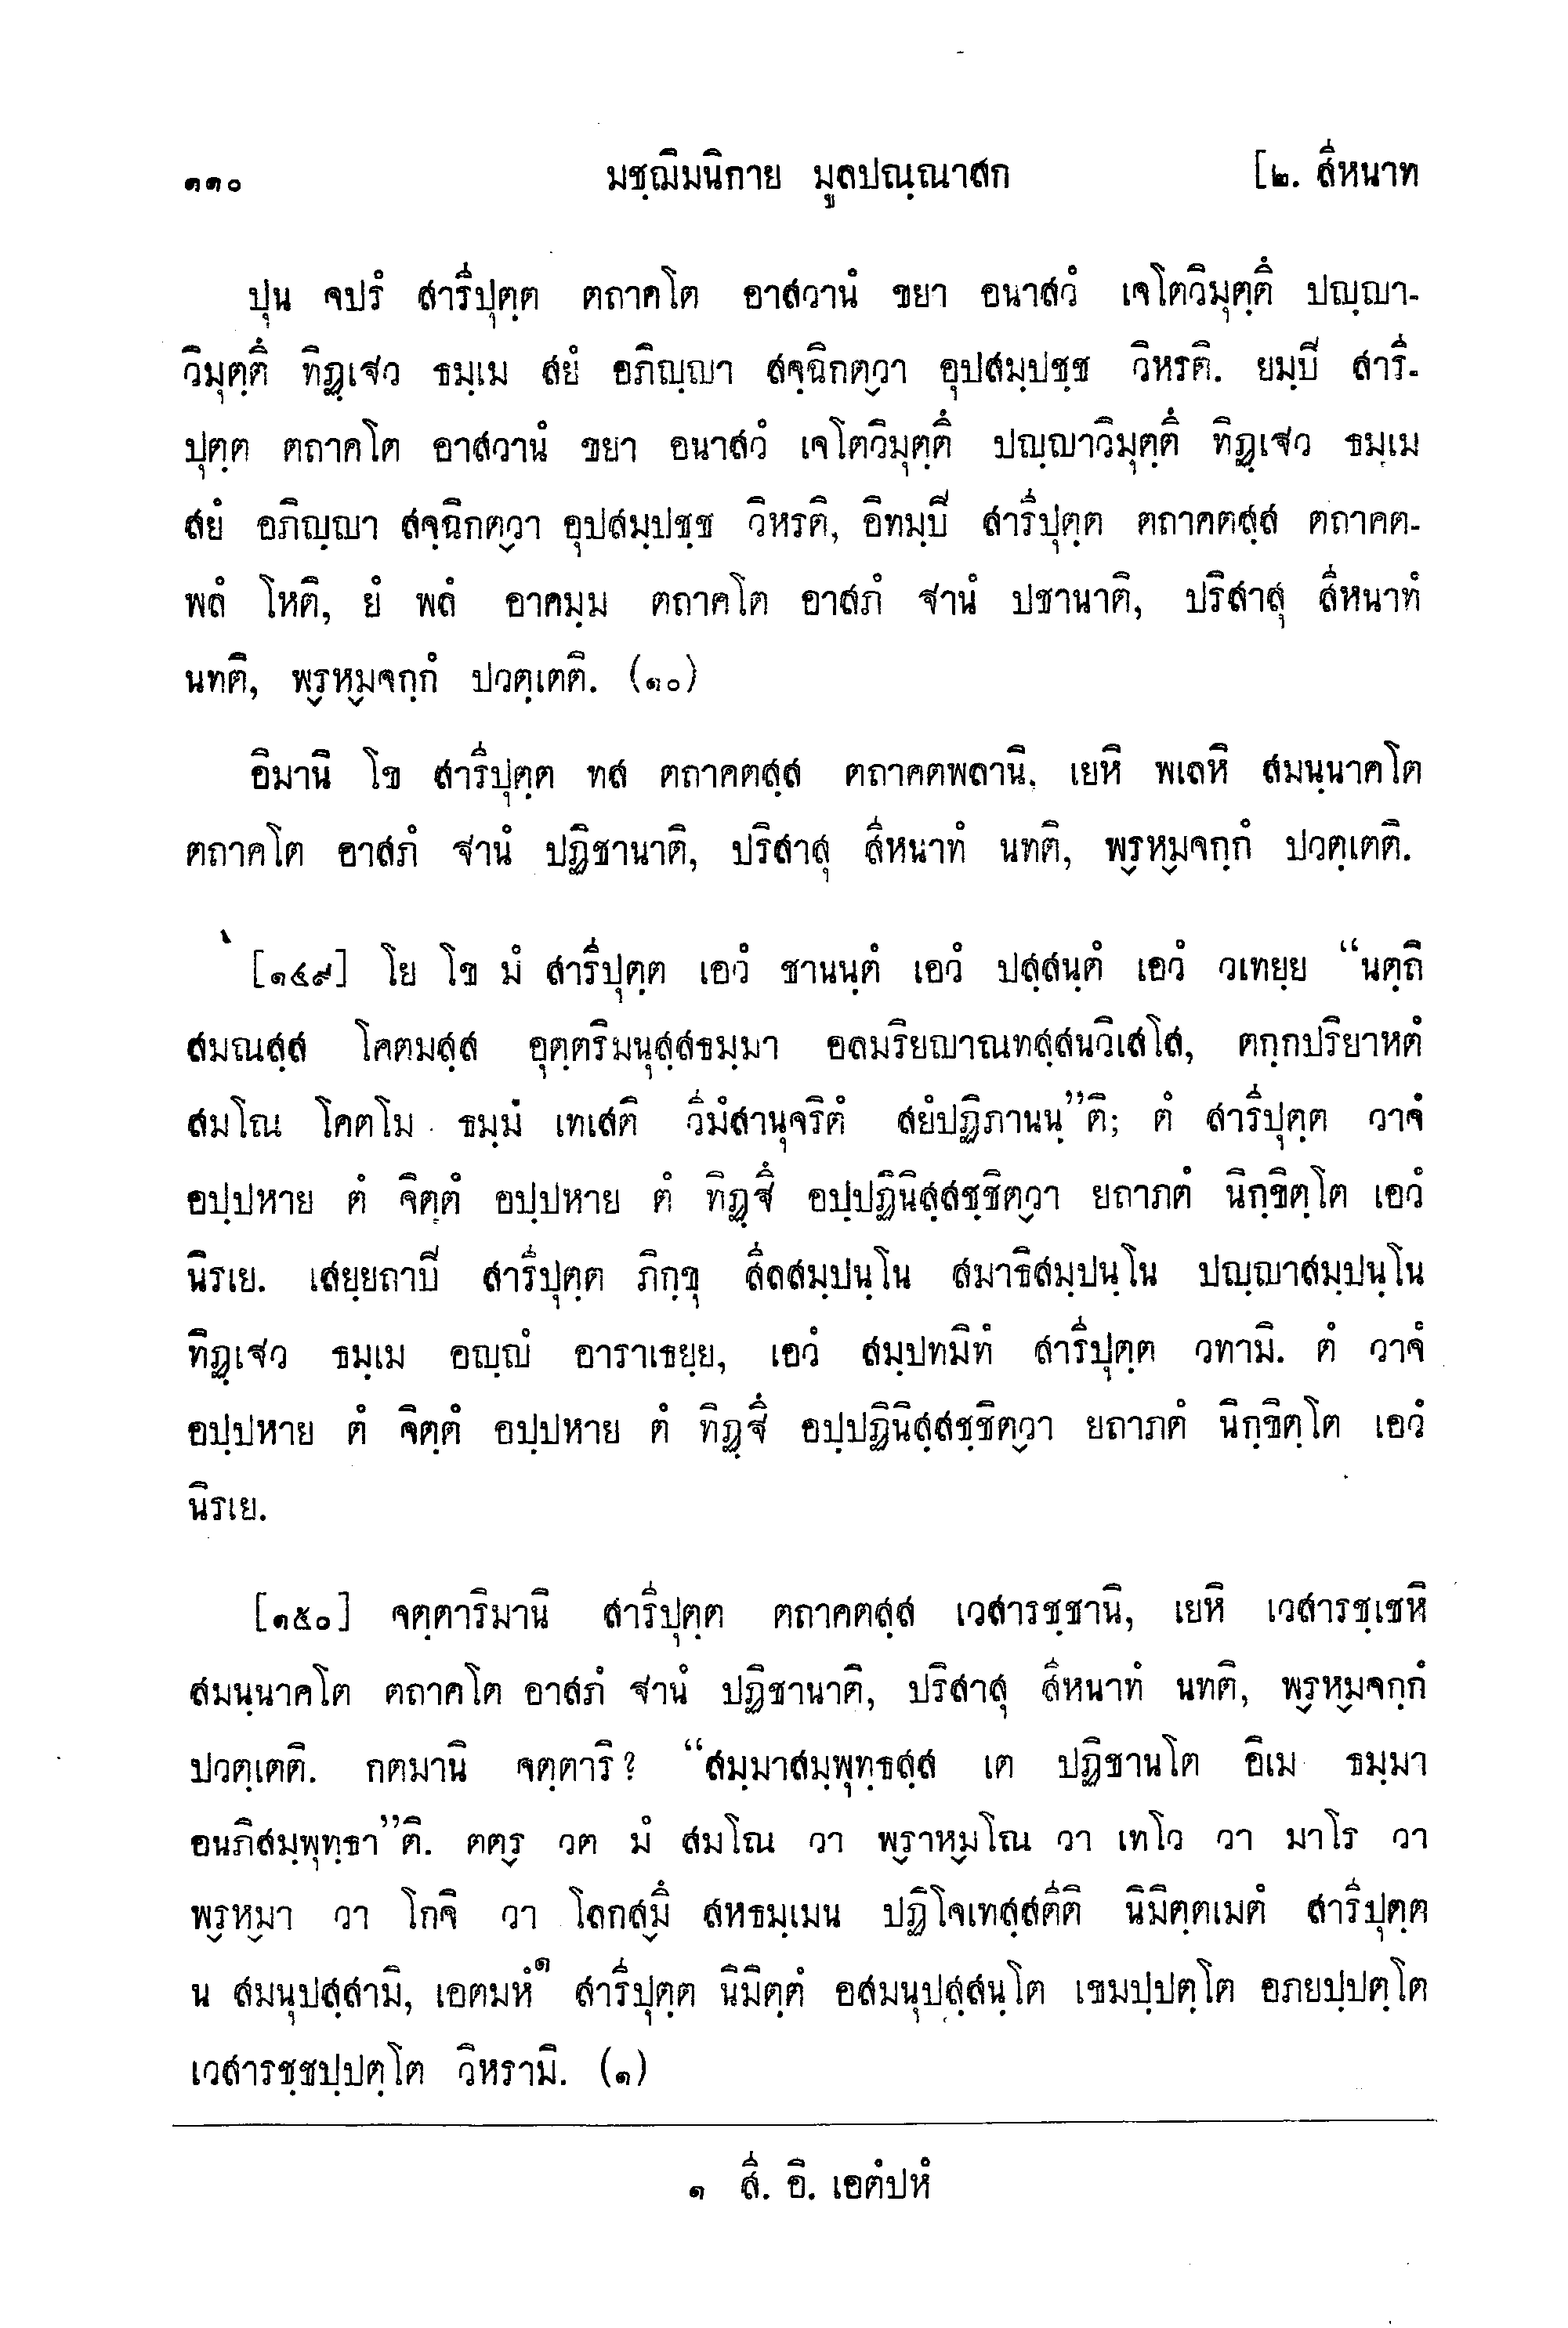 ๑๑๐ มชฺฌิมนิกาย มูลปณฺณาสก [๒. สีหนาท
ปุน จปรํ สารีปุตฺต ตถาคโต อาสวานํ ขยา อนาสวํ เจโตวิมุตฺตึ ปญฺญา-
วิมุตฺตึ ทิฏฺเฐว ธมฺเม สยํ อภิญฺญา สจฺฉิกตฺวา อุปสมฺปชฺช วิหรติ. ยมฺปิ สารี-
ปุตฺต ตถาคโต อาสวานํ ขยา อนาสวํ เจโตวิมุตฺตึ ปญฺญาวิมุตฺตึ ทิฏฺเฐว ธมฺเม
สยํ อภิญฺญา สจฺฉิกตฺวา อุปสมฺปชฺช วิหรติ, อิทมฺปิ สารีปุตฺต ตถาคตสฺส ตถาคต-
พลํ โหติ, ยํ พลํ อาคมฺม ตถาคโต อาสภํ ฐานํ ปชานาติ, ปริสาสุ สีหนาทํ
นทติ, พฺรหฺมจกฺกํ ปวตฺเตติ. (๑๐)
อิมานิ โข สารีปุตฺต ทส ตถาคตสฺส ตถาคตพลานิ. เยหิ พเลหิ สมนฺนาคโต
ตถาคโต อาสภํ ฐานํ ปฏิชานาติ, ปริสาสุ สีหนาทํ นทติ, พฺรหฺมจกฺกํ ปวตฺเตติ.
[๑๔๙] โย โข มํ สารีปุตฺต เอวํ ชานนฺตํ เอวํ ปสฺสนฺตํ เอวํ วเทยฺย “นตฺถิ
สมณสฺส โคตมสฺส อุตฺตริมนุสฺสธมฺมา อลมริยญาณทสฺสนวิเสโส, ตกฺกปริยาหตํ
สมโณ โคตโม ธมฺมํ เทเสติ วีมํสานุจริตํ สยํปฏิภานนฺ”ติ; ตํ สารีปุตฺต วาจํ
อปฺปหาย ตํ จิตฺตํ อปฺปหาย ตํ ทิฏฺฐึ อปฺปฏินิสฺสชฺชิตฺวา ยถาภตํ นิกฺขิตฺโต เอวํ
นิรเย. เสยฺยถาปิ สารีปุตฺต ภิกฺขุ สีลสมฺปนฺโน สมาธิสมฺปนฺโน ปญฺญาสมฺปนฺโน
ทิฏฺเฐว ธมฺเม อญฺญํ อาราเธยฺย, เอวํ สมฺปทมิทํ สารีปุตฺต วทามิ. ตํ วาจํ
อปฺปหาย ตํ จิตฺตํ อปฺปหาย ตํ ทิฏฺฐึ อปฺปฏินิสฺสชฺชิตฺวา ยถาภตํ นิกฺขิตฺโต เอวํ
นิรเย.
[๑๕๐] จตฺตาริมานิ สารีปุตฺต ตถาคตสฺส เวสารชฺชานิ, เยหิ เวสารชฺเชหิ
สมนฺนาคโต ตถาคโต อาสภํ ฐานํ ปฏิชานาติ, ปริสาสุ สีหนาทํ นทติ, พฺรหฺมจกฺกํ
ปวตฺเตติ. กตมานิ จตฺตาริ? “สมฺมาสมฺพุทฺธสฺส เต ปฏิชานโต อิเม ธมฺมา
อนภิสมฺพุทฺธา”ติ. ตตฺร วต มํ สมโณ วา พฺราหฺมโณ วา เทโว วา มาโร วา
พฺรหฺมา วา โกจิ วา โลกสฺมึ สหธมฺเมน ปฏิโจเทสฺสตีติ นิมิตฺตเมตํ สารีปุตฺต
น สมนุปสฺสามิ, เอตมหํ๑ สารีปุตฺต นิมิตฺตํ อสมนุปสฺสนฺโต เขมปฺปตฺโต อภยปฺปตฺโต
เวสารชฺชปฺปตฺโต วิหรามิ. (๑)
๑ สี. อิ. เอตํปหํ